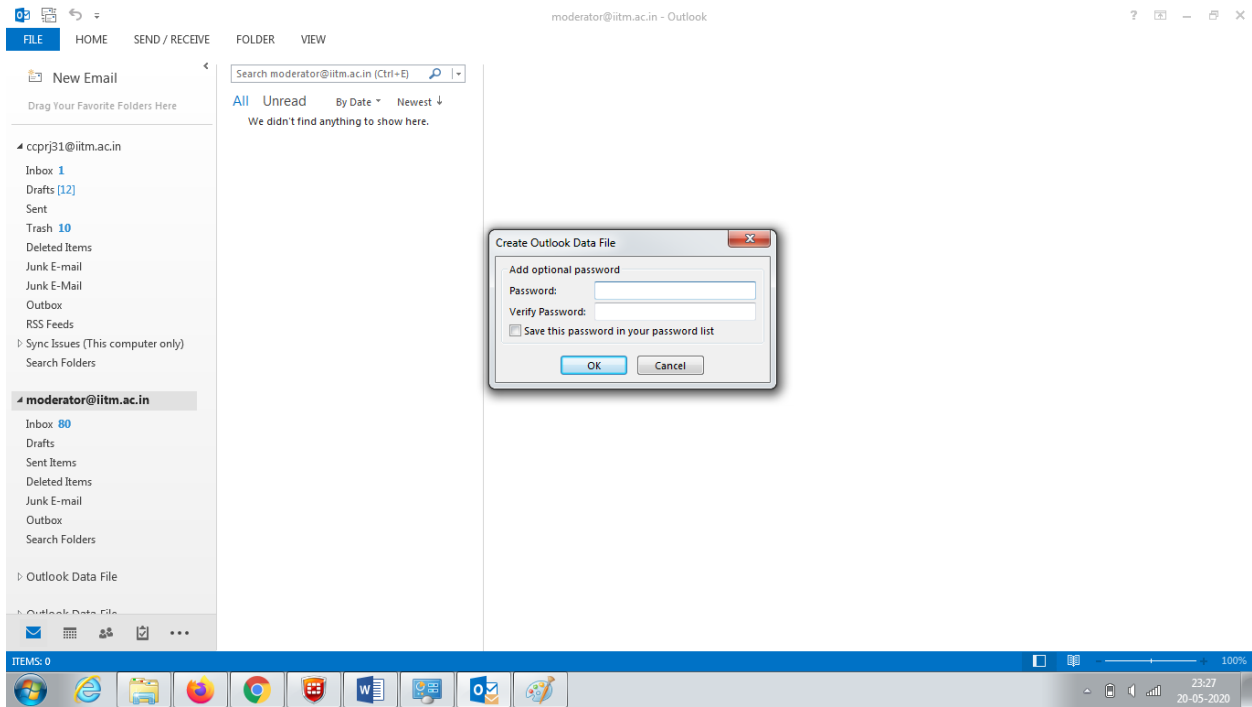 moderator@iitm.ac.in - Outlook
FILE HOME SEND / RECEIVE FOLDER VIEW
New Email
Drag Your Favorite Folders Here
ccprj31@iitm.ac.in
Inbox 1
Drafts [12]
Sent
Trash 10
Deleted Items
Junk E-mail
Junk E-Mail
Outbox
RSS Feeds
Sync Issues (This computer only)
Search Folders
moderator@iitm.ac.in
Inbox 80
Drafts
Sent Items
Deleted Items
Junk E-mail
Outbox
Search Folders
Outlook Data File
Outlook Data File
Search moderator@iitm.ac.in (Ctrl+E)
All Unread By Date Newest
We didn't find anything to show here.
Create Outlook Data File
Add optional password
Password:
Verify Password:
Save this password in your password list
OK Cancel
ITEMS: 0 100%
23:27
20-05-2020